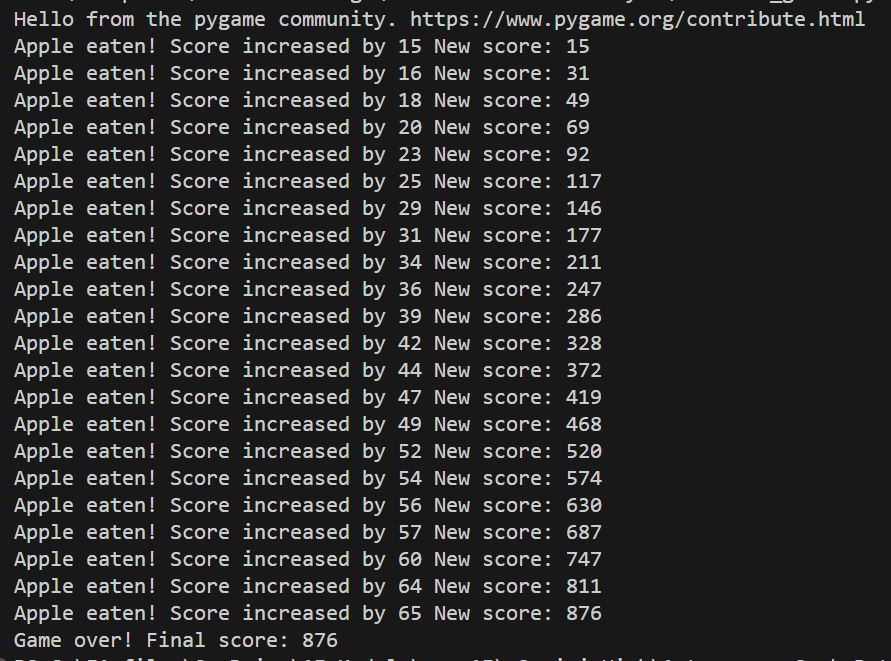 Hello from the pygame community. https://www.pygame.org/contribute.html
Apple eaten! Score increased by 15 New score: 15
Apple eaten! Score increased by 16 New score: 31
Apple eaten! Score increased by 18 New score: 49
Apple eaten! Score increased by 20 New score: 69
Apple eaten! Score increased by 23 New score: 92
Apple eaten! Score increased by 25 New score: 117
Apple eaten! Score increased by 29 New score: 146
Apple eaten! Score increased by 31 New score: 177
Apple eaten! Score increased by 34 New score: 211
Apple eaten! Score increased by 36 New score: 247
Apple eaten! Score increased by 39 New score: 286
Apple eaten! Score increased by 42 New score: 328
Apple eaten! Score increased by 44 New score: 372
Apple eaten! Score increased by 47 New score: 419
Apple eaten! Score increased by 49 New score: 468
Apple eaten! Score increased by 52 New score: 520
Apple eaten! Score increased by 54 New score: 574
Apple eaten! Score increased by 56 New score: 630
Apple eaten! Score increased by 57 New score: 687
Apple eaten! Score increased by 60 New score: 747
Apple eaten! Score increased by 64 New score: 811
Apple eaten! Score increased by 65 New score: 876
Game over! Final score: 876